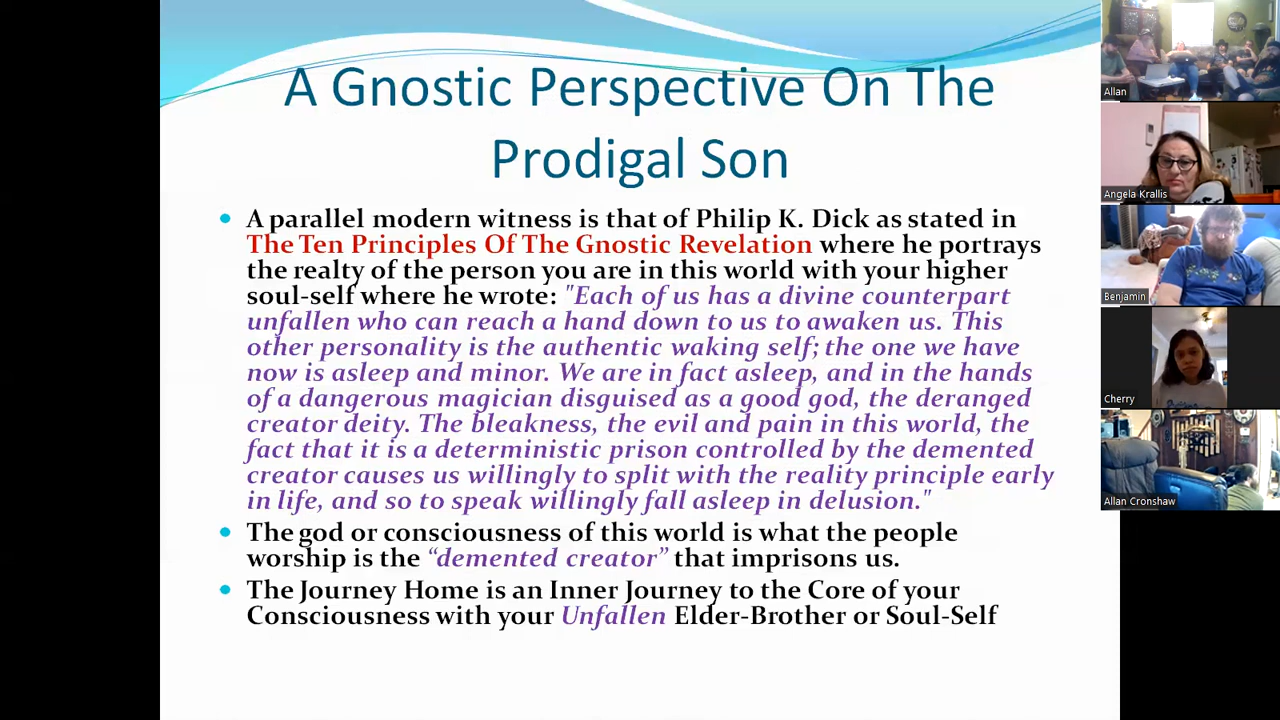 A Gnostic Perspective On The
Prodigal Son
A parallel modern witness is that of Philip K. Dick as stated in
The Ten Principles Of The Gnostic Revelation where he portrays
the realty of the person you are in this world with your higher
soul-self where he wrote: "Each of us has a divine counterpart
unfallen who can reach a hand down to us to awaken us. This
other personality is the authentic waking self; the one we have
now is asleep and minor. We are in fact asleep, and in the hands
of a dangerous magician disguised as a good god, the deranged
creator deity. The bleakness, the evil and pain in this world, the
fact that it is a deterministic prison controlled by the demented
creator causes us willingly to split with the reality principle early
in life, and so to speak willingly fall asleep in delusion."
The god or consciousness of this world is what the people
worship is the “demented creator” that imprisons us.
The Journey Home is an Inner Journey to the Core of your
Consciousness with your Unfallen Elder-Brother or Soul-Self
Allan
Angela Krallis
Benjamin
Cherry
Allan Cronshaw